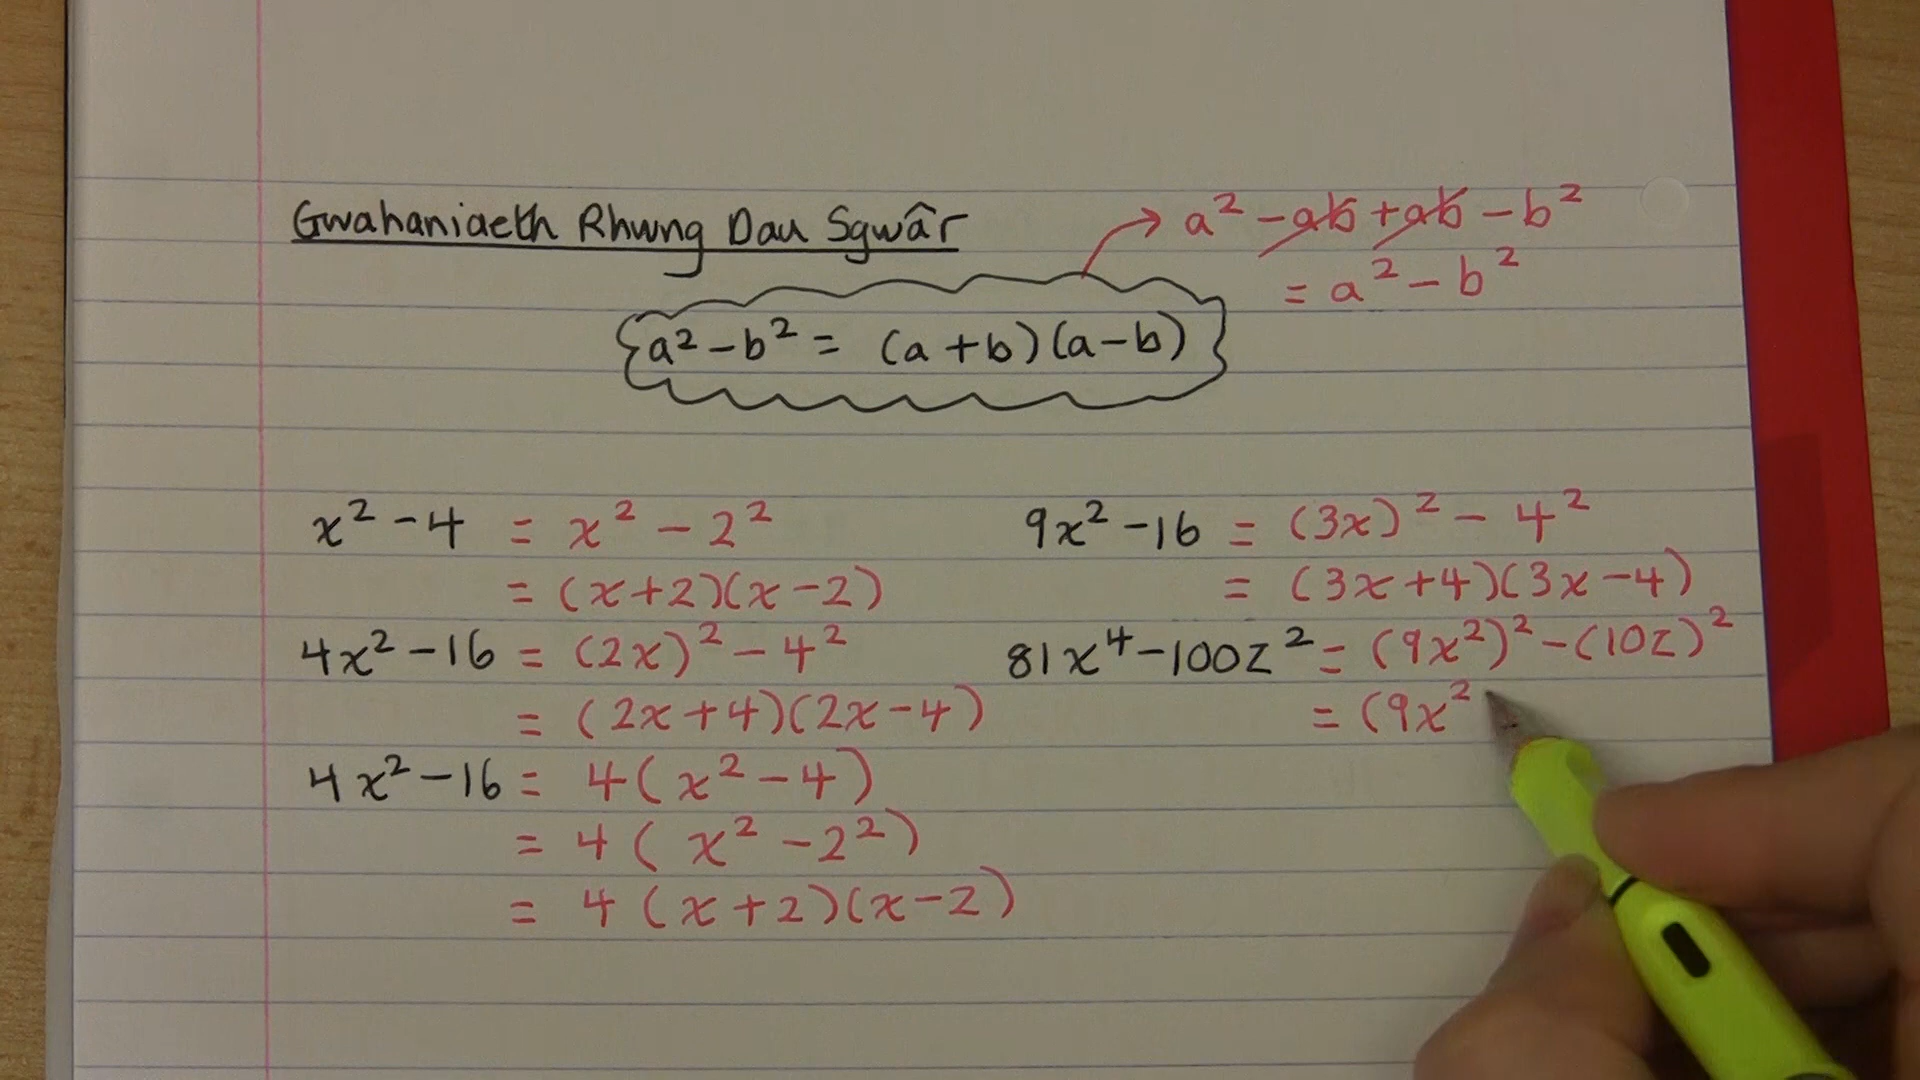 Gwahaniaeth Rhwng Dau Sgwâr
a² - ab + ab - b²
= a² - b²
a² - b² = (a + b)(a - b)
x² - 4 = x² - 2²
= (x + 2)(x - 2)
4x² - 16 = (2x)² - 4²
= (2x + 4)(2x - 4)
4x² - 16 = 4(x² - 4)
= 4(x² - 2²)
= 4(x + 2)(x - 2)
9x² - 16 = (3x)² - 4²
= (3x + 4)(3x - 4)
81x⁴ - 100z² = (9x²)² - (10z)²
= (9x²